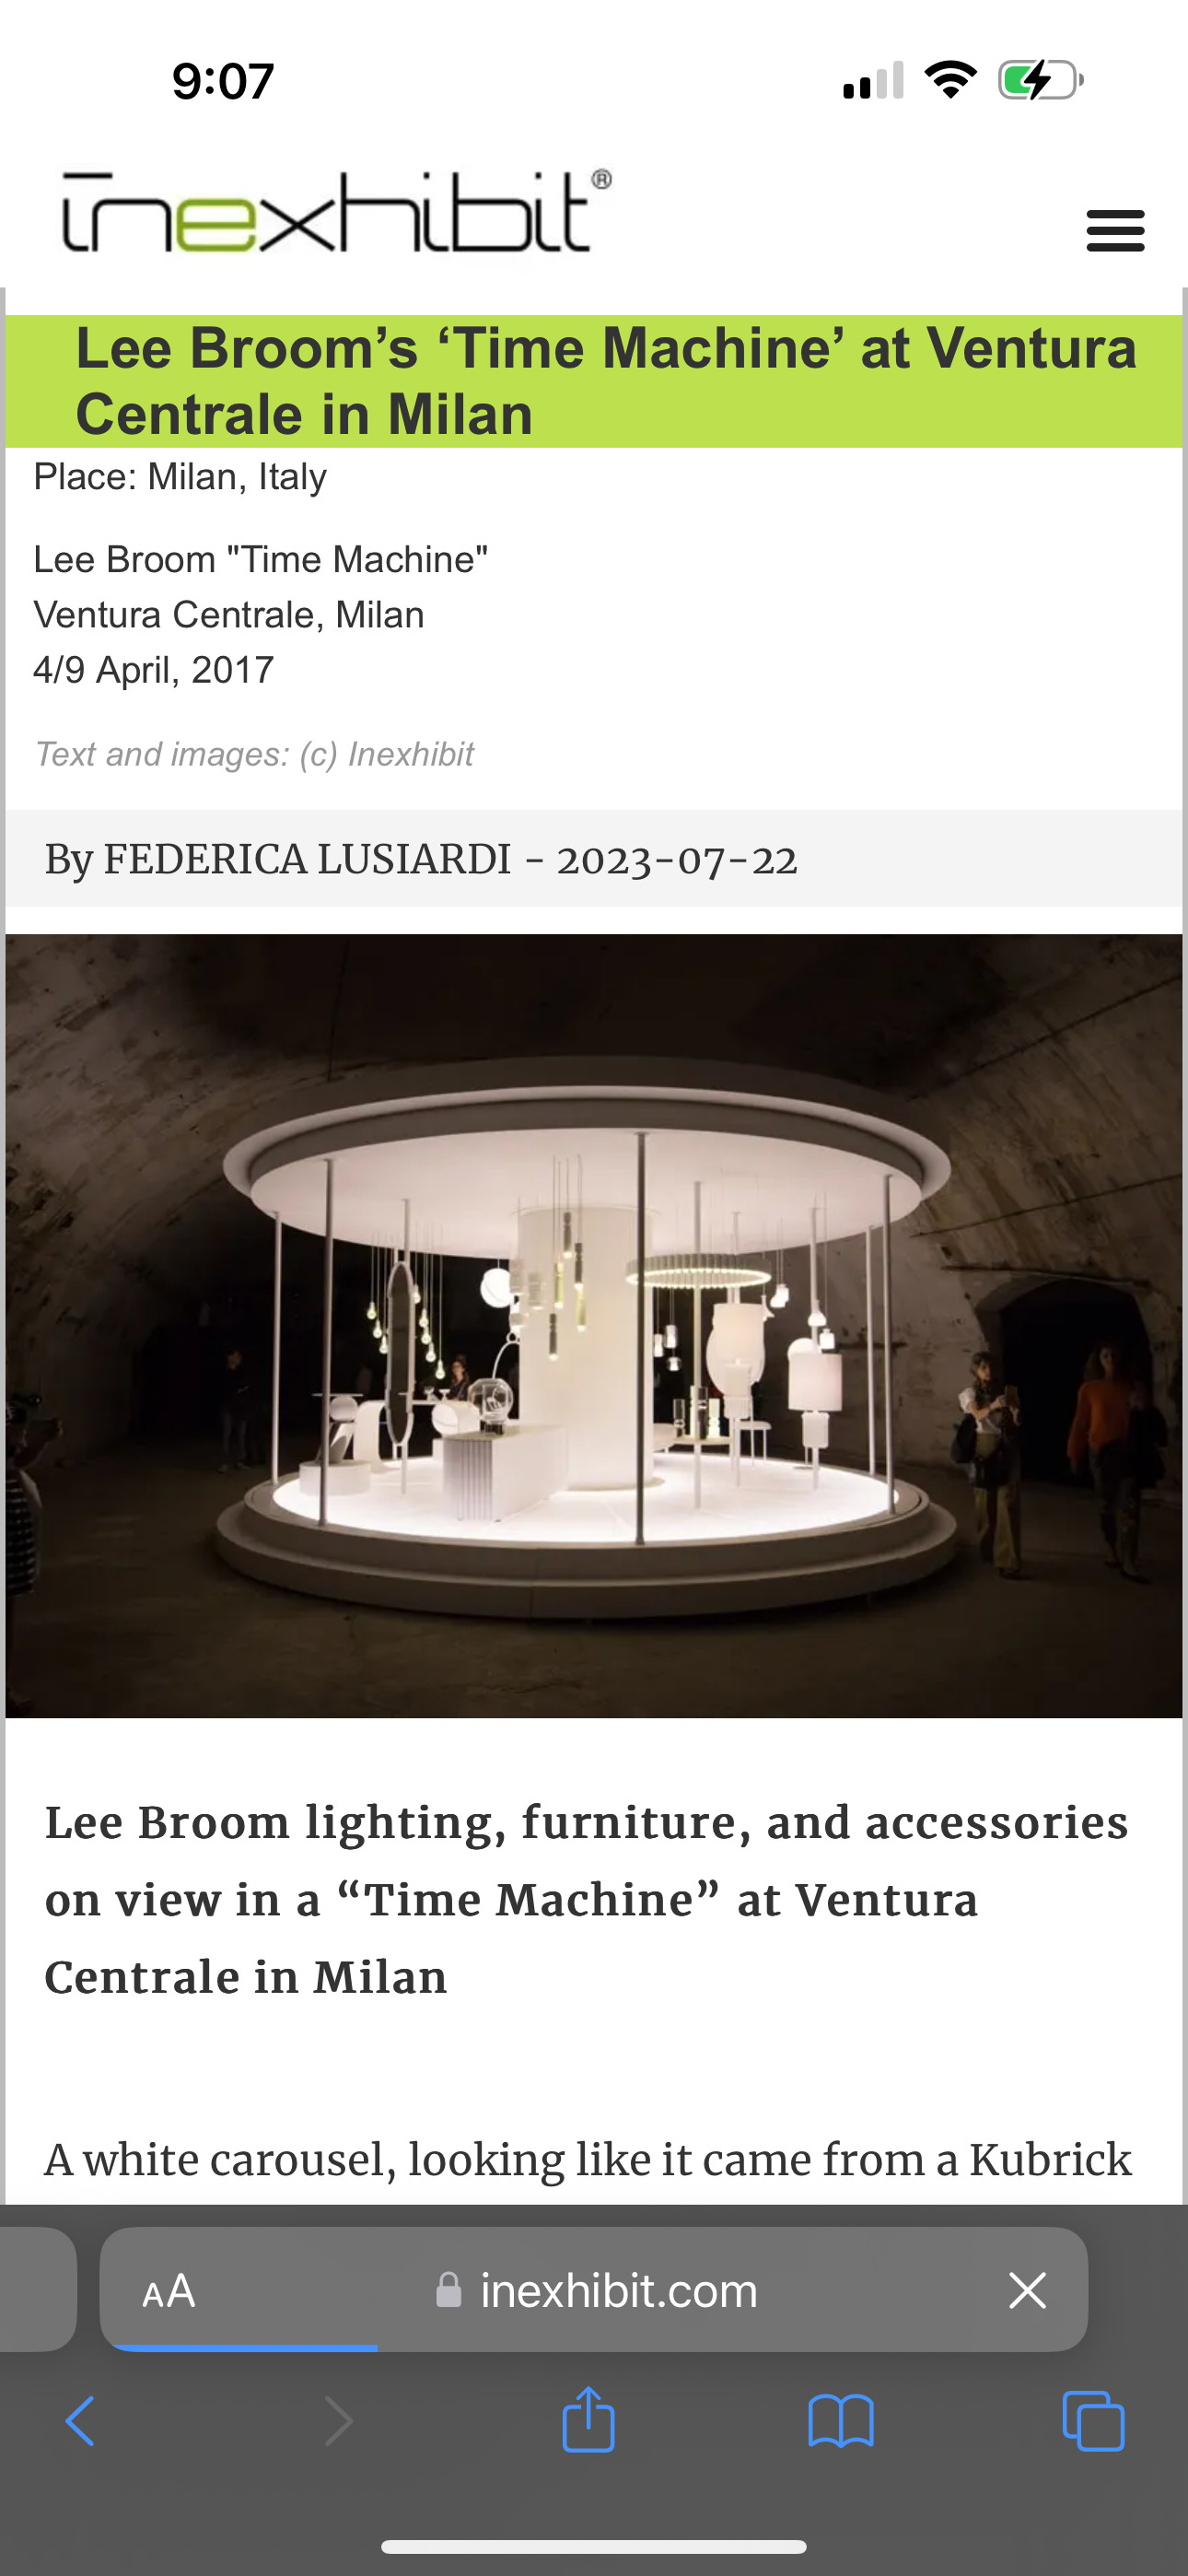 9:07
inexhibit®
Lee Broom’s ‘Time Machine’ at Ventura
Centrale in Milan
Place: Milan, Italy
Lee Broom "Time Machine"
Ventura Centrale, Milan
4/9 April, 2017
Text and images: (c) Inexhibit
By FEDERICA LUSIARDI - 2023-07-22
Lee Broom lighting, furniture, and accessories
on view in a “Time Machine” at Ventura
Centrale in Milan
A white carousel, looking like it came from a Kubrick
AA inexhibit.com